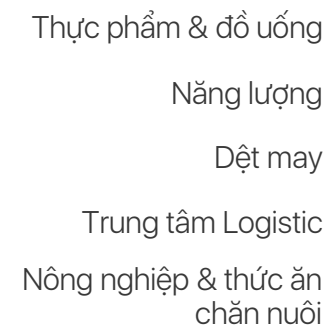 Thực phẩm & đồ uống
Năng lượng
Dệt may
Trung tâm Logistic
Nông nghiệp & thức ăn
chăn nuôi